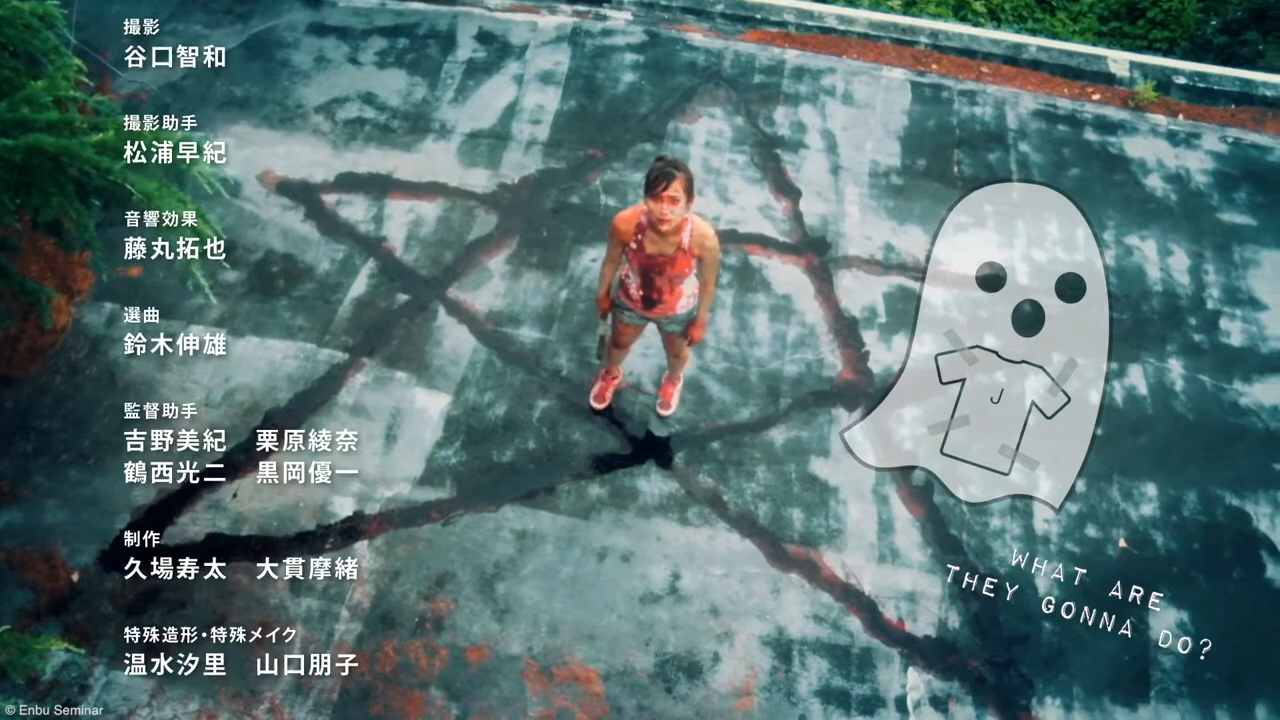 撮影
谷口智和
撮影助手
松浦早紀
音響効果
藤丸拓也
選曲
鈴木伸雄
監督助手
吉野美紀 栗原綾奈
鶴西光二 黒岡優一
制作
久場寿太 大貫摩緒
特殊造形・特殊メイク
温水汐里 山口朋子
J
WHAT ARE
THEY GONNA DO?
© Enbu Seminar